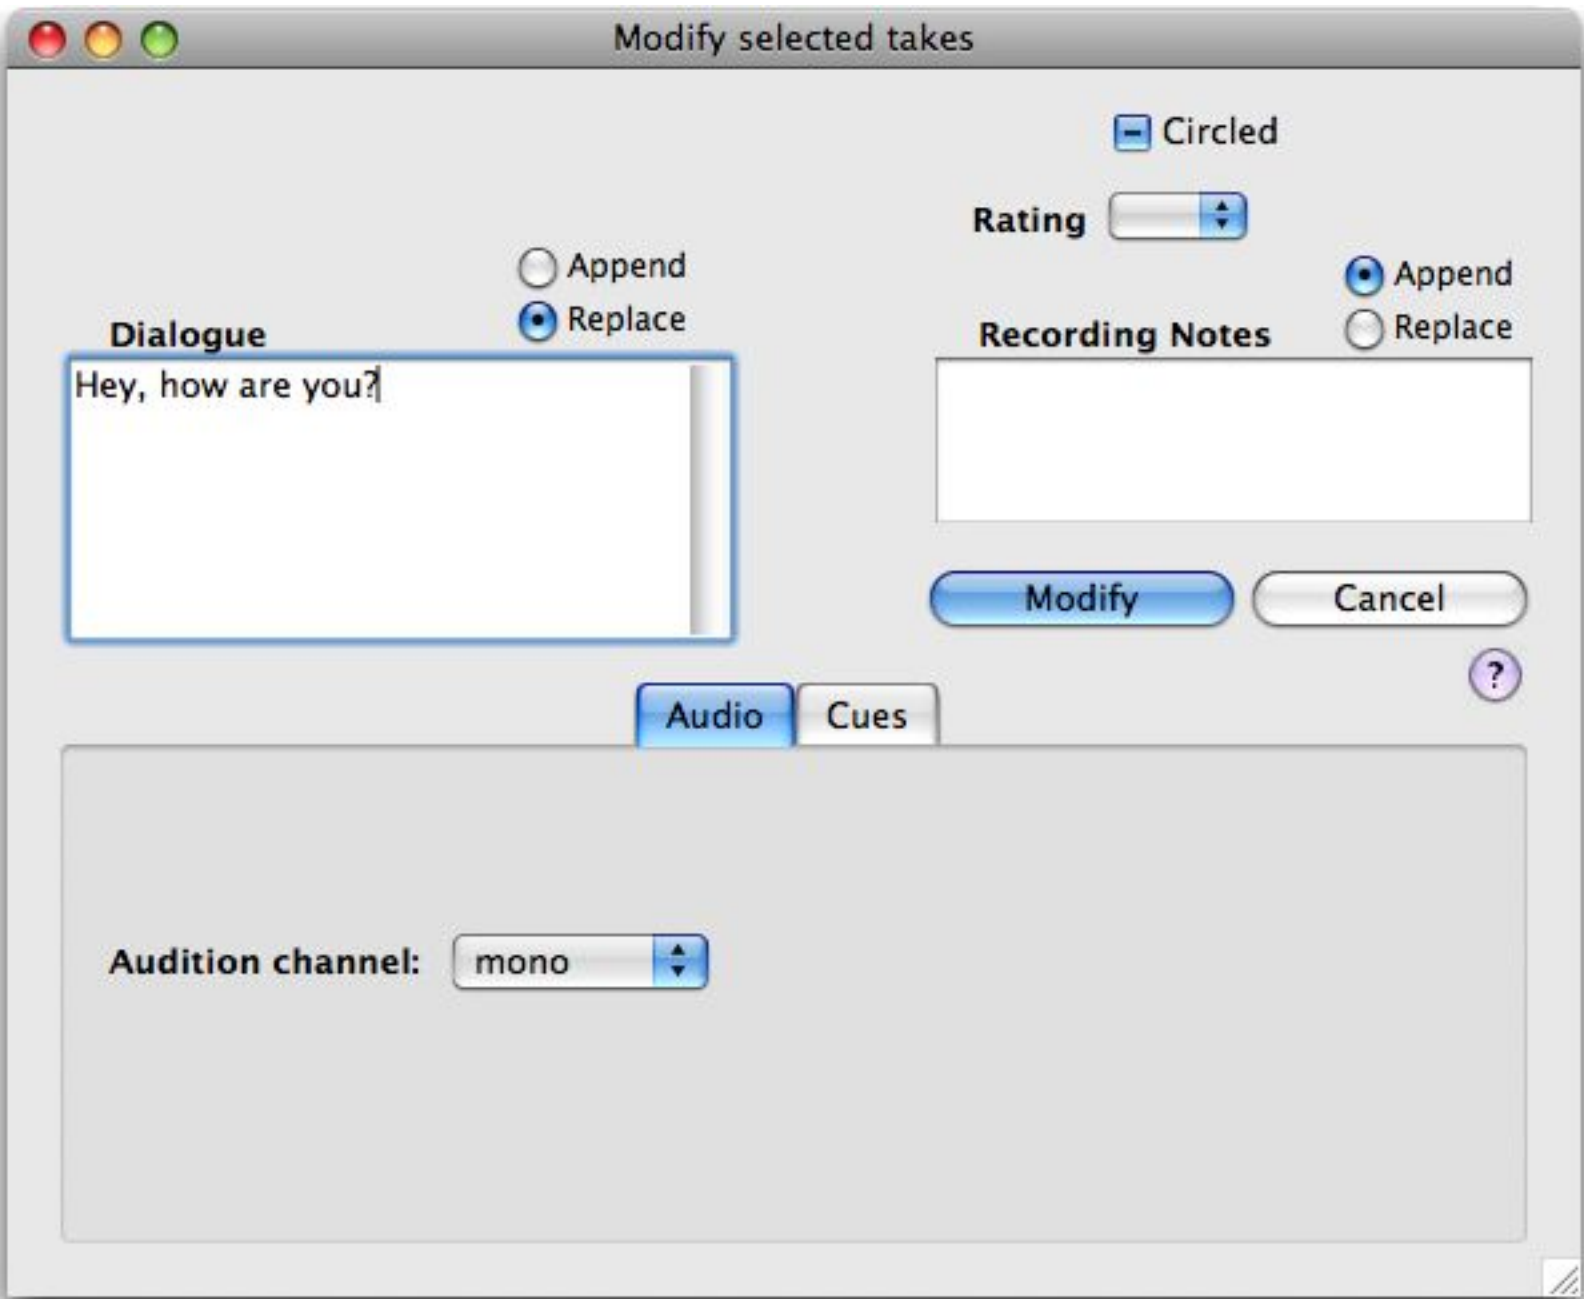 Modify selected takes
Circled
Rating
Append
Replace
Dialogue
Hey, how are you?
Append
Replace
Recording Notes
Modify
Cancel
?
Audio
Cues
Audition channel:
mono